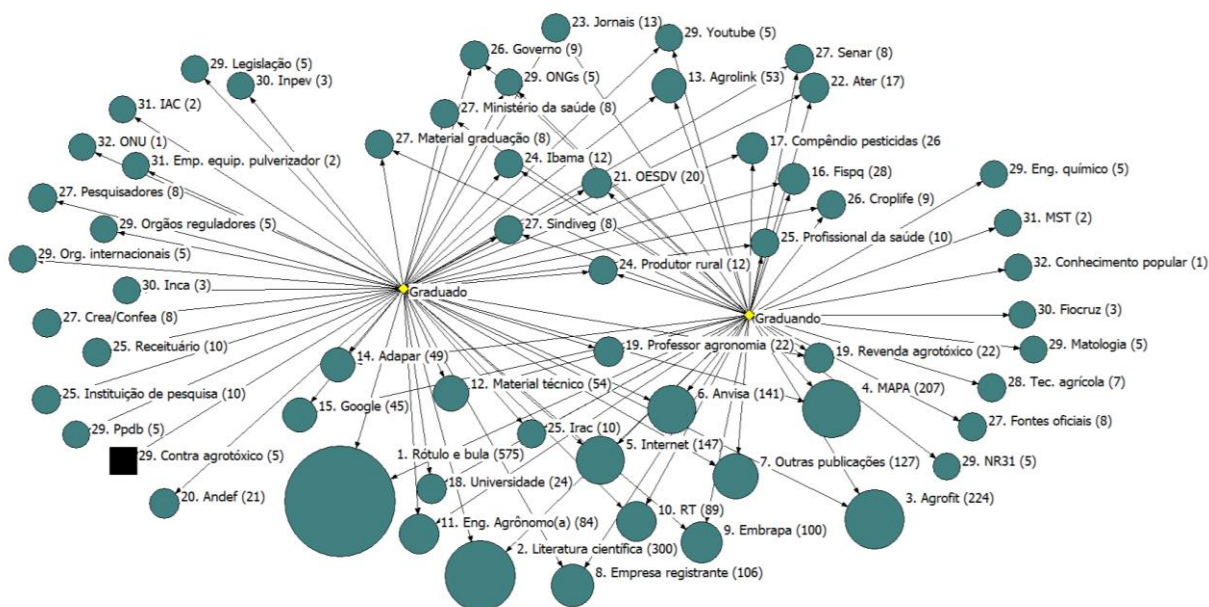 23. Jornais (13)
29. Youtube (5)
26. Governo (9)
27. Senar (8)
29. Legislação (5)
29. ONGs (5)
13. Agrolink (53)
22. Ater (17)
30. Inpev (3)
31. IAC (2)
27. Ministério da saúde (8)
32. ONU (1)
27. Material graduação (8)
17. Compêndio pesticidas (26
31. Emp. equip. pulverizador (2)
24. Ibama (12)
29. Eng. químico (5)
21. OESDV (20)
16. Fispq (28)
27. Pesquisadores (8)
26. Croplife (9)
29. Orgãos reguladores (5)
27. Sindiveg (8)
31. MST (2)
25. Profissional da saúde (10)
29. Org. internacionais (5)
24. Produtor rural (12)
32. Conhecimento popular (1)
30. Inca (3)
Graduado
30. Fiocruz (3)
27. Crea/Confea (8)
Graduando
25. Receituário (10)
19. Professor agronomia (22)
19. Revenda agrotóxico (22)
29. Matologia (5)
14. Adapar (49)
12. Material técnico (54)
4. MAPA (207)
28. Tec. agrícola (7)
25. Instituição de pesquisa (10)
6. Anvisa (141)
15. Google (45)
27. Fontes oficiais (8)
29. Ppdb (5)
25. Irac (10)
5. Internet (147)
29. Contra agrotóxico (5)
1. Rótulo e bula (575)
7. Outras publicações (127)
29. NR31 (5)
18. Universidade (24)
20. Andef (21)
3. Agrofit (224)
10. RT (89)
11. Eng. Agrônomo(a) (84)
9. Embrapa (100)
2. Literatura científica (300)
8. Empresa registrante (106)